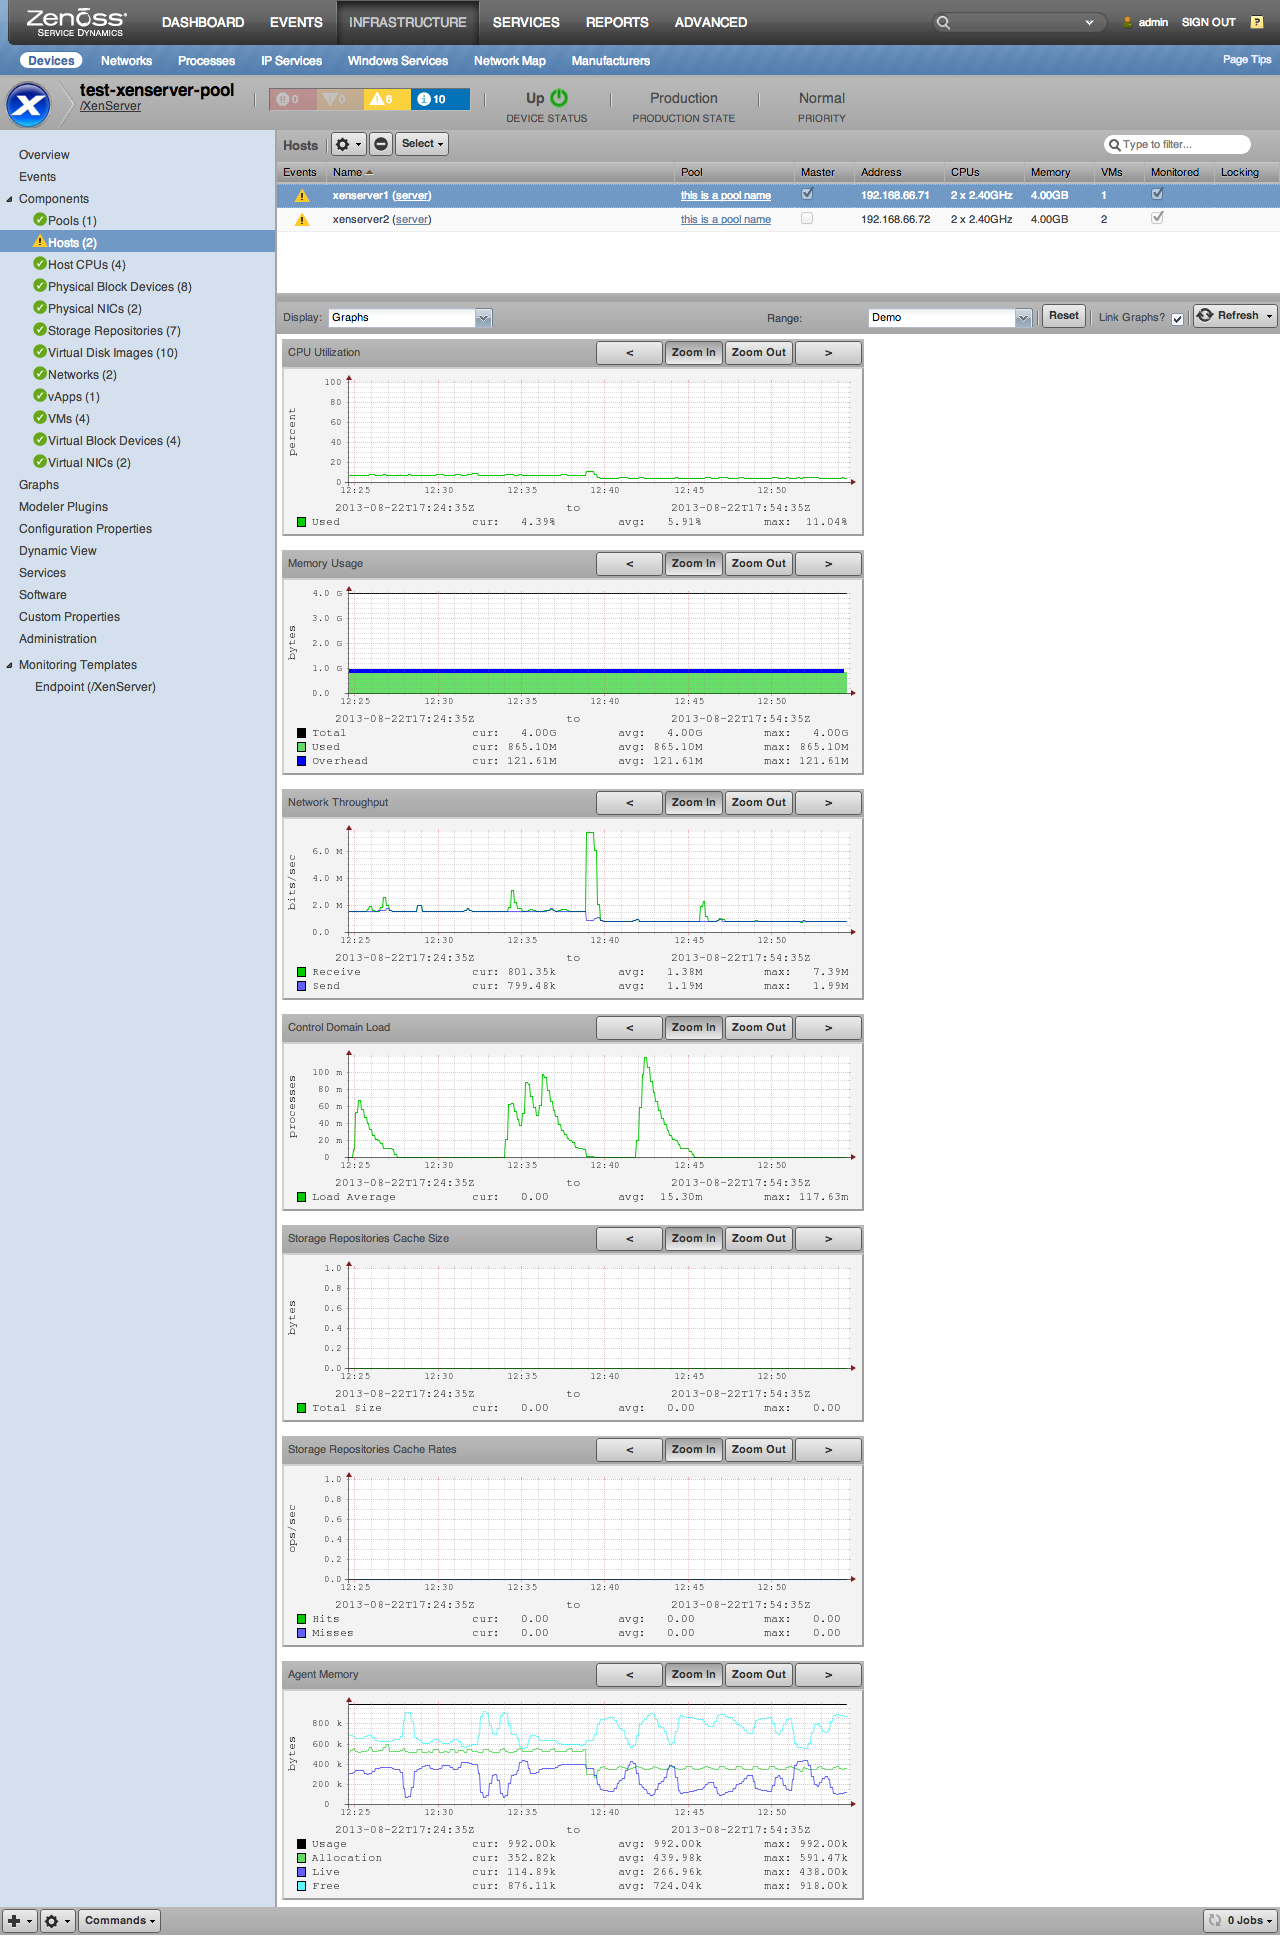 Zenoss
SERVICE DYNAMICS
DASHBOARD EVENTS INFRASTRUCTURE SERVICES REPORTS ADVANCED
admin SIGN OUT ?
Devices Networks Processes IP Services Windows Services Network Map Manufacturers Page Tips
test-xenserver-pool
/XenServer
0 0 6 10
Up Production Normal
DEVICE STATUS PRODUCTION STATE PRIORITY
Overview
Events
Components
Pools (1)
Hosts (2)
Host CPUs (4)
Physical Block Devices (8)
Physical NICs (2)
Storage Repositories (7)
Virtual Disk Images (10)
Networks (2)
vApps (1)
VMs (4)
Virtual Block Devices (4)
Virtual NICs (2)
Graphs
Modeler Plugins
Configuration Properties
Dynamic View
Services
Software
Custom Properties
Administration
Monitoring Templates
Endpoint (/XenServer)
Hosts Select Type to filter...
Events Name Pool Master Address CPUs Memory VMs Monitored Locking
xenserver1 (server) this is a pool name 192.168.66.71 2 x 2.40GHz 4.00GB 1
xenserver2 (server) this is a pool name 192.168.66.72 2 x 2.40GHz 4.00GB 2
Display: Graphs Range: Demo Reset Link Graphs? Refresh
CPU Utilization < Zoom In Zoom Out >
percent
100
80
60
40
20
0
12:25 12:30 12:35 12:40 12:45 12:50
2013-08-22T17:24:35Z to 2013-08-22T17:54:35Z
Used cur: 4.39% avg: 5.91% max: 11.04%
Memory Usage < Zoom In Zoom Out >
bytes
4.0 G
3.0 G
2.0 G
1.0 G
0.0
12:25 12:30 12:35 12:40 12:45 12:50
2013-08-22T17:24:35Z to 2013-08-22T17:54:35Z
Total cur: 4.00G avg: 4.00G max: 4.00G
Used cur: 865.10M avg: 865.10M max: 865.10M
Overhead cur: 121.61M avg: 121.61M max: 121.61M
Network Throughput < Zoom In Zoom Out >
bits/sec
6.0 M
4.0 M
2.0 M
0.0
12:25 12:30 12:35 12:40 12:45 12:50
2013-08-22T17:24:35Z to 2013-08-22T17:54:35Z
Receive cur: 801.35k avg: 1.38M max: 7.39M
Send cur: 799.48k avg: 1.19M max: 1.99M
Control Domain Load < Zoom In Zoom Out >
processes
100 m
80 m
60 m
40 m
20 m
0
12:25 12:30 12:35 12:40 12:45 12:50
2013-08-22T17:24:35Z to 2013-08-22T17:54:35Z
Load Average cur: 0.00 avg: 15.30m max: 117.63m
Storage Repositories Cache Size < Zoom In Zoom Out >
bytes
1.0
0.8
0.6
0.4
0.2
0.0
12:25 12:30 12:35 12:40 12:45 12:50
2013-08-22T17:24:35Z to 2013-08-22T17:54:35Z
Total Size cur: 0.00 avg: 0.00 max: 0.00
Storage Repositories Cache Rates < Zoom In Zoom Out >
ops/sec
1.0
0.8
0.6
0.4
0.2
0.0
12:25 12:30 12:35 12:40 12:45 12:50
2013-08-22T17:24:35Z to 2013-08-22T17:54:35Z
Hits cur: 0.00 avg: 0.00 max: 0.00
Misses cur: 0.00 avg: 0.00 max: 0.00
Agent Memory < Zoom In Zoom Out >
bytes
800 k
600 k
400 k
200 k
0
12:25 12:30 12:35 12:40 12:45 12:50
2013-08-22T17:24:35Z to 2013-08-22T17:54:35Z
Usage cur: 992.00k avg: 992.00k max: 992.00k
Allocation cur: 352.82k avg: 439.98k max: 591.47k
Live cur: 114.89k avg: 266.96k max: 438.00k
Free cur: 876.11k avg: 724.04k max: 918.00k
Commands 0 Jobs